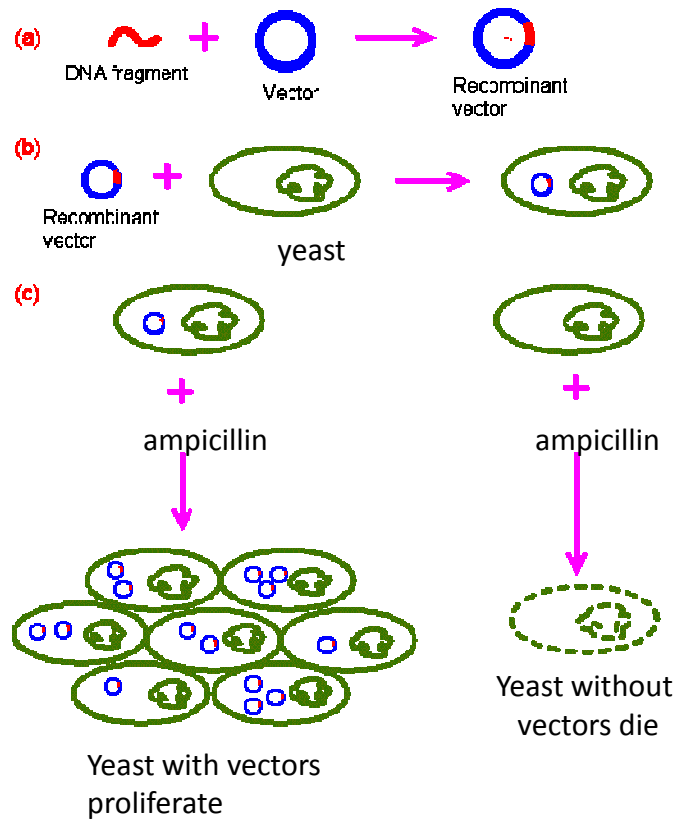 (a)
DNA fragment
Vector
Recombinant
vector
(b)
Recombinant
vector
yeast
(c)
ampicillin
ampicillin
Yeast with vectors
proliferate
Yeast without
vectors die